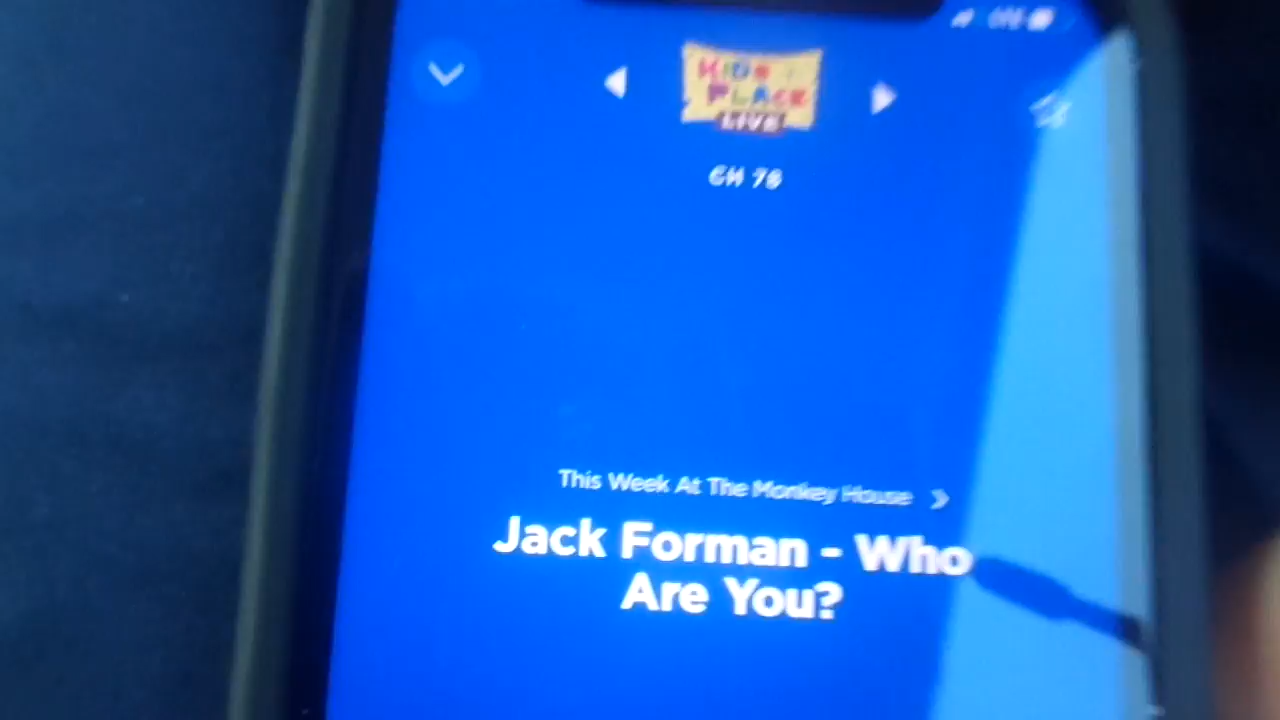 KIDS
PLACE
LIVE
CH 78
This Week At The Monkey House
Jack Forman - Who
Are You?